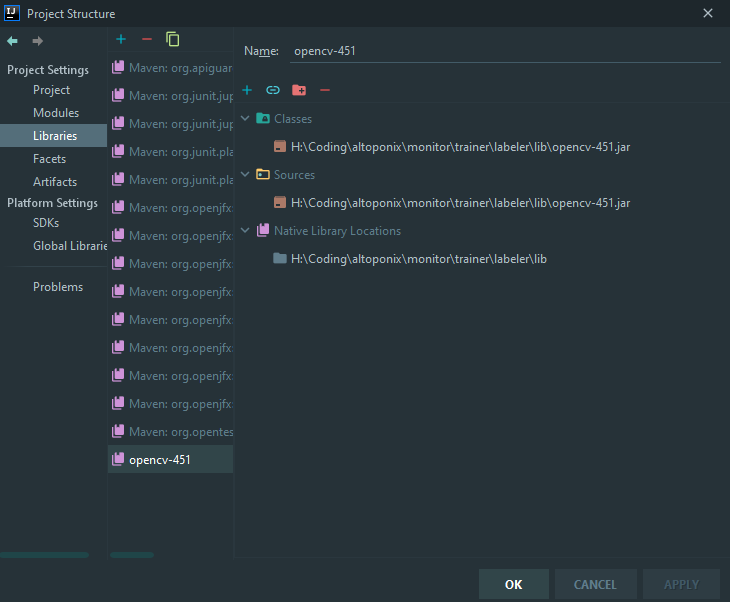 IJ
Project Structure
Project Settings
Project
Modules
Libraries
Facets
Artifacts
Platform Settings
SDKs
Global Librarie
Problems
Maven: org.apiguar
Maven: org.junit.jup
Maven: org.junit.jup
Maven: org.junit.pla
Maven: org.junit.pla
Maven: org.openjfx:
Maven: org.openjfx:
Maven: org.openjfx:
Maven: org.openjfx:
Maven: org.openjfx:
Maven: org.openjfx:
Maven: org.openjfx:
Maven: org.openjfx:
Maven: org.opentes
opencv-451
Name: opencv-451
Classes
H:\Coding\altoponix\monitor\trainer\labeler\lib\opencv-451.jar
Sources
H:\Coding\altoponix\monitor\trainer\labeler\lib\opencv-451.jar
Native Library Locations
H:\Coding\altoponix\monitor\trainer\labeler\lib
OK
CANCEL
APPLY